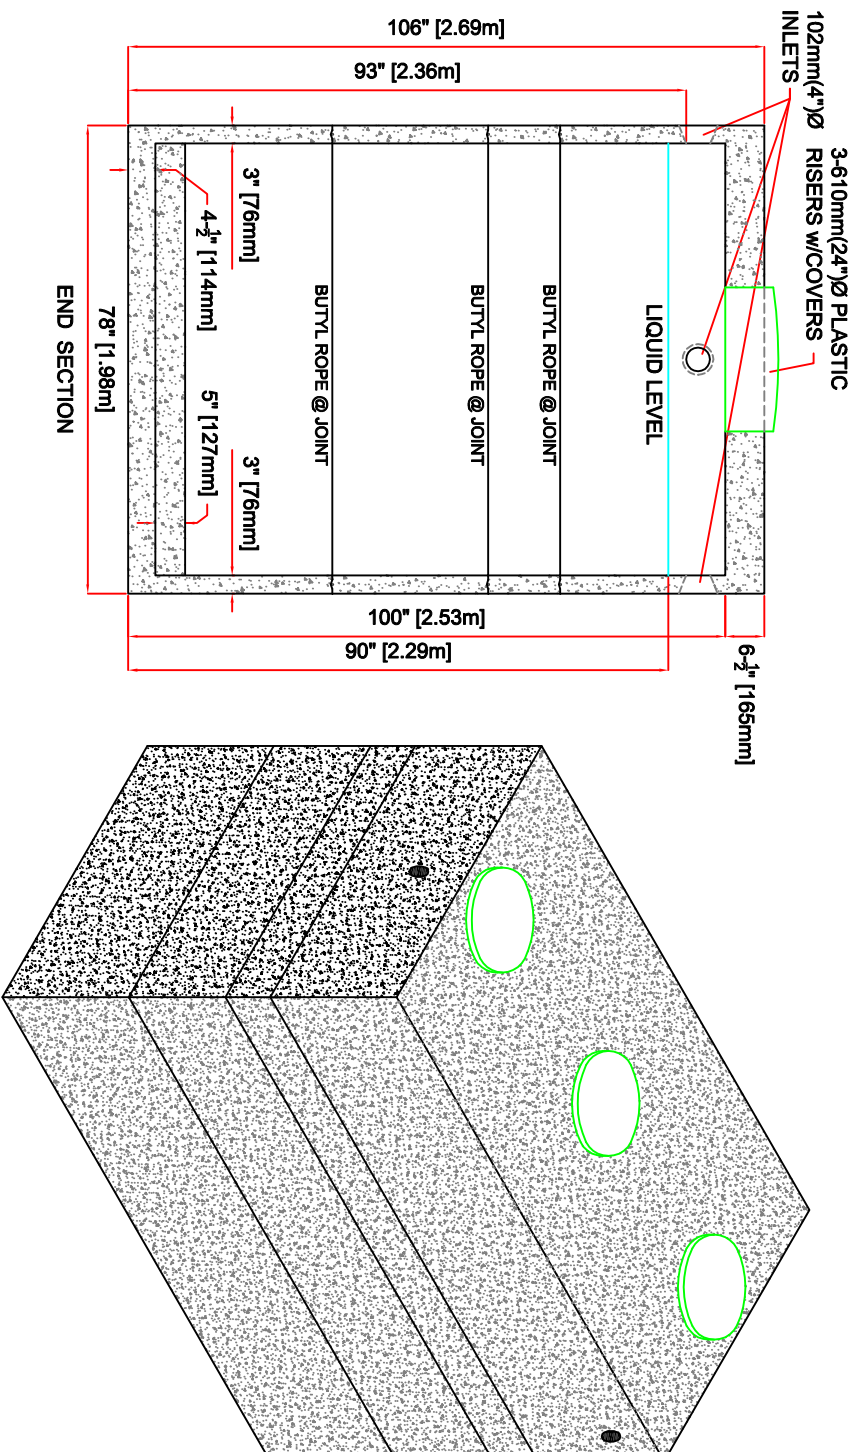 102mm(4")Ø
INLETS
3-610mm(24")Ø PLASTIC
RISERS w/COVERS
106" [2.69m]
93" [2.36m]
LIQUID LEVEL
BUTYL ROPE @ JOINT
BUTYL ROPE @ JOINT
BUTYL ROPE @ JOINT
3" [76mm]
3" [76mm]
4-1/2" [114mm]
5" [127mm]
6-1/2" [165mm]
100" [2.53m]
90" [2.29m]
78" [1.98m]
END SECTION